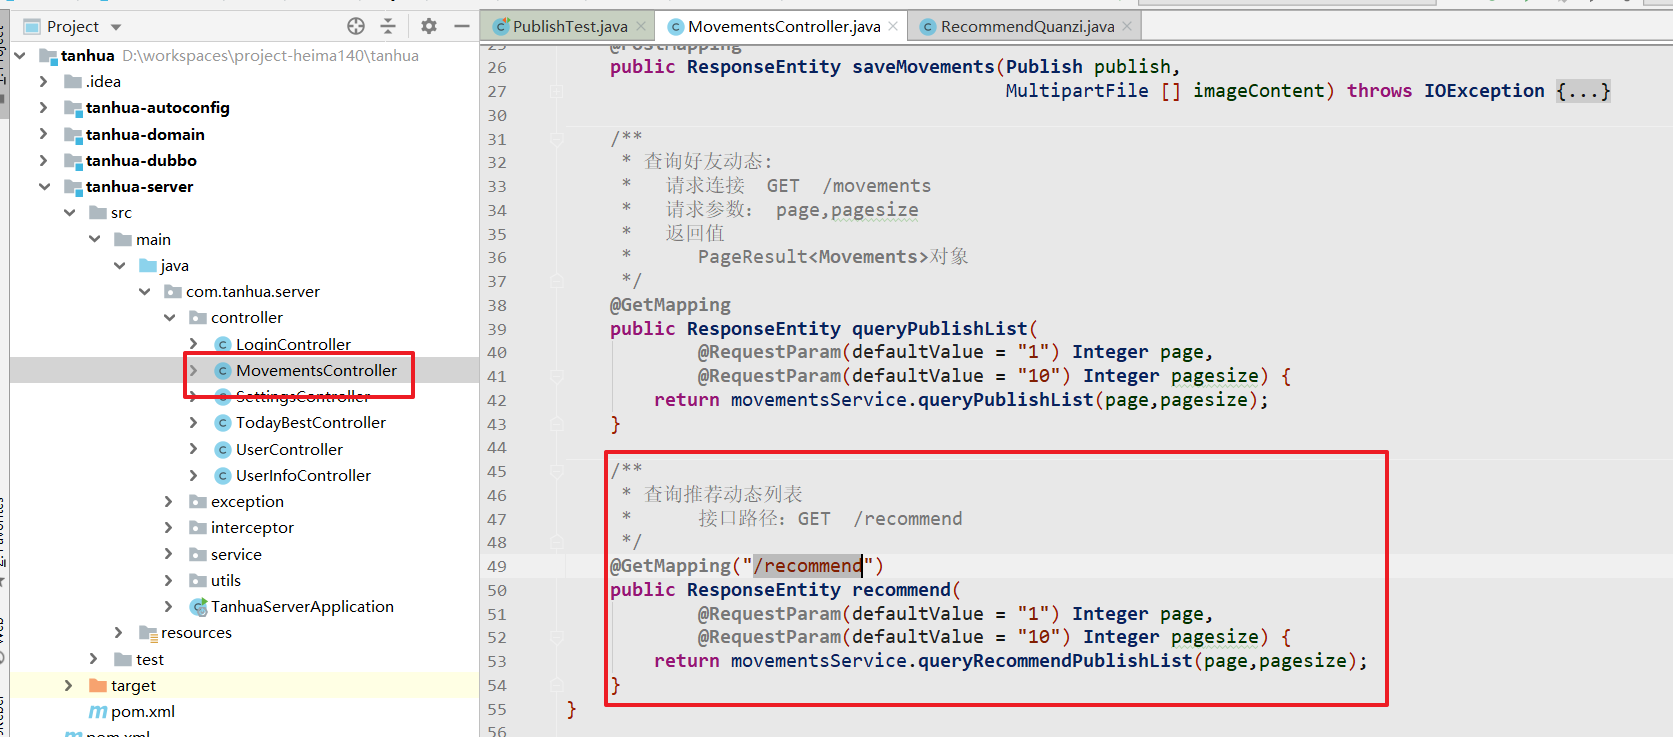 Project
PublishTest.java
MovementsController.java
RecommendQuanzi.java
tanhua D:\workspaces\project-heima140\tanhua
.idea
tanhua-autoconfig
tanhua-domain
tanhua-dubbo
tanhua-server
src
main
java
com.tanhua.server
controller
LoginController
MovementsController
SettingsController
TodayBestController
UserController
UserInfoController
exception
interceptor
service
utils
TanhuaServerApplication
resources
test
target
pom.xml
pom.xml
25 @PostMapping
26 public ResponseEntity saveMovements(Publish publish,
27 MultipartFile [] imageContent) throws IOException {...}
30
31 /**
32 * 查询好友动态:
33 * 请求连接 GET /movements
34 * 请求参数: page,pagesize
35 * 返回值
36 * PageResult<Movements>对象
37 */
38 @GetMapping
39 public ResponseEntity queryPublishList(
40 @RequestParam(defaultValue = "1") Integer page,
41 @RequestParam(defaultValue = "10") Integer pagesize) {
42 return movementsService.queryPublishList(page,pagesize);
43 }
44
45 /**
46 * 查询推荐动态列表
47 * 接口路径：GET /recommend
48 */
49 @GetMapping("/recommend")
50 public ResponseEntity recommend(
51 @RequestParam(defaultValue = "1") Integer page,
52 @RequestParam(defaultValue = "10") Integer pagesize) {
53 return movementsService.queryRecommendPublishList(page,pagesize);
54 }
55 }
56